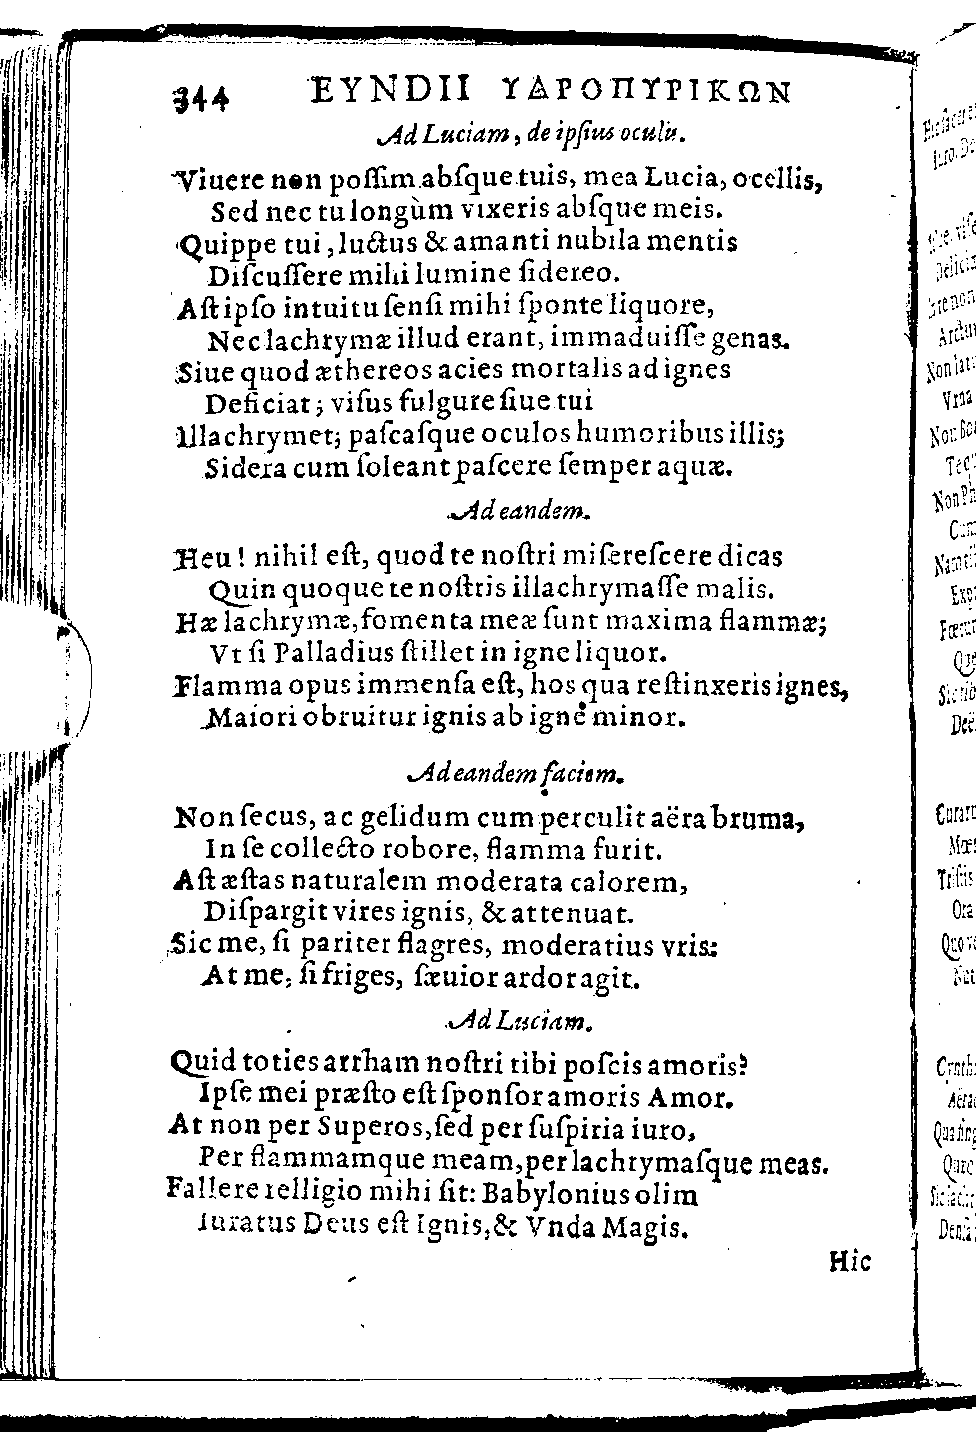 344 EYNDII ΥΔΡΟΠΥΡΙΚΩΝ
Ad Luciam, de ipſius oculis.
Viuere non poſſim abſque tuis, mea Lucia, ocellis,
Sed nec tu longùm vixeris abſque meis.
Quippe tui, luctus & amanti nubila mentis
Diſcuſſere mihi lumine ſidereo.
Aſt ipſo intuitu ſenſi mihi ſponte liquore,
Nec lachrymæ illud erant, immaduiſſe genas.
Siue quod æthereos acies mortalis ad ignes
Deficiat; viſus fulgure ſiue tui
Illachrymet; paſcaſque oculos humoribus illis;
Sidera cum ſoleant paſcere ſemper aquæ.
Ad eandem.
Heu! nihil eſt, quod te noſtri miſereſcere dicas
Quin quoque te noſtris illachrymaſſe malis.
Hæ lachrymæ, fomenta meæ ſunt maxima flammæ;
Vt ſi Palladius ſtillet in igne liquor.
Flamma opus immenſa eſt, hos qua reſtinxeris ignes,
Maiori obruitur ignis ab igne minor.
Ad eandem faciem.
Non ſecus, ac gelidum cum perculit aëra bruma,
In ſe collecto robore, flamma furit.
Aſt æſtas naturalem moderata calorem,
Diſpargit vires ignis, & attenuat.
Sic me, ſi pariter flagres, moderatius vris:
At me, ſi friges, ſæuior ardor agit.
Ad Luciam.
Quid toties arrham noſtri tibi poſcis amoris?
Ipſe mei præſto eſt ſponſor amoris Amor.
At non per Superos, ſed per ſuſpiria iuro,
Per flammamque meam, per lachrymaſque meas.
Fallere relligio mihi ſit: Babylonius olim
Iuratus Deus eſt Ignis, & Vnda Magis.
Hic